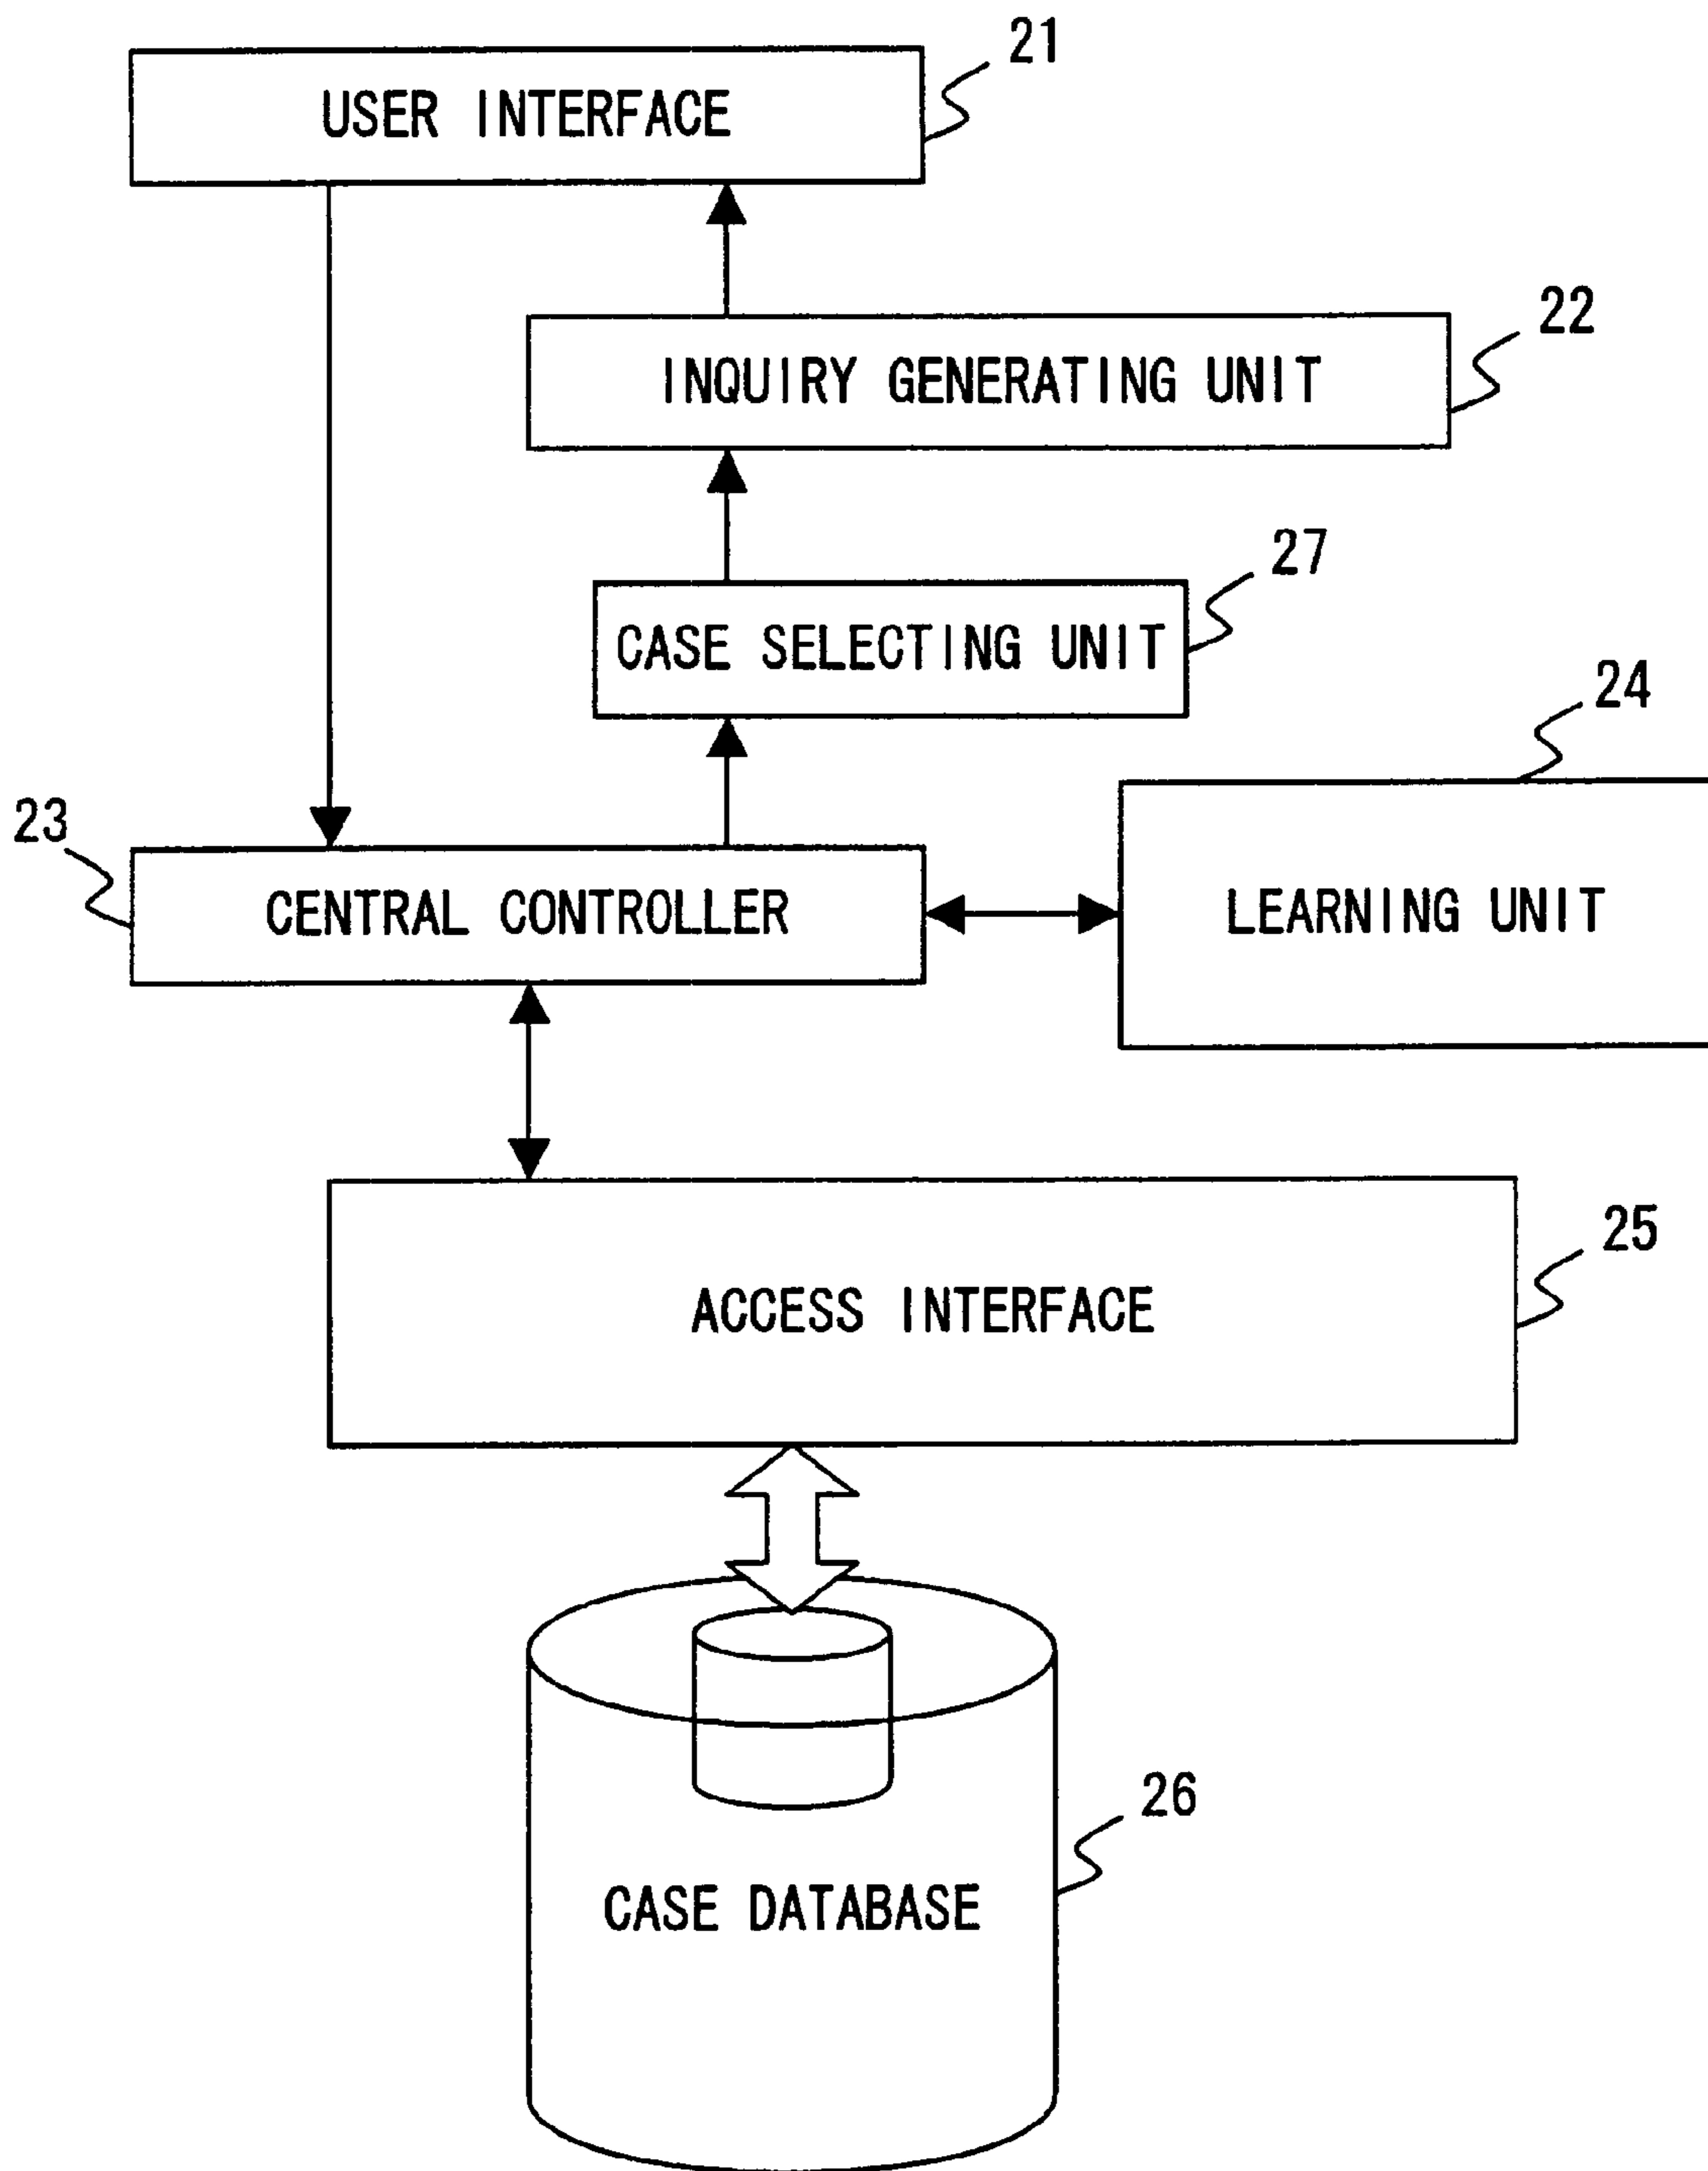 21
USER INTERFACE
22
INQUIRY GENERATING UNIT
27
CASE SELECTING UNIT
24
23
CENTRAL CONTROLLER
LEARNING UNIT
25
ACCESS INTERFACE
26
CASE DATABASE